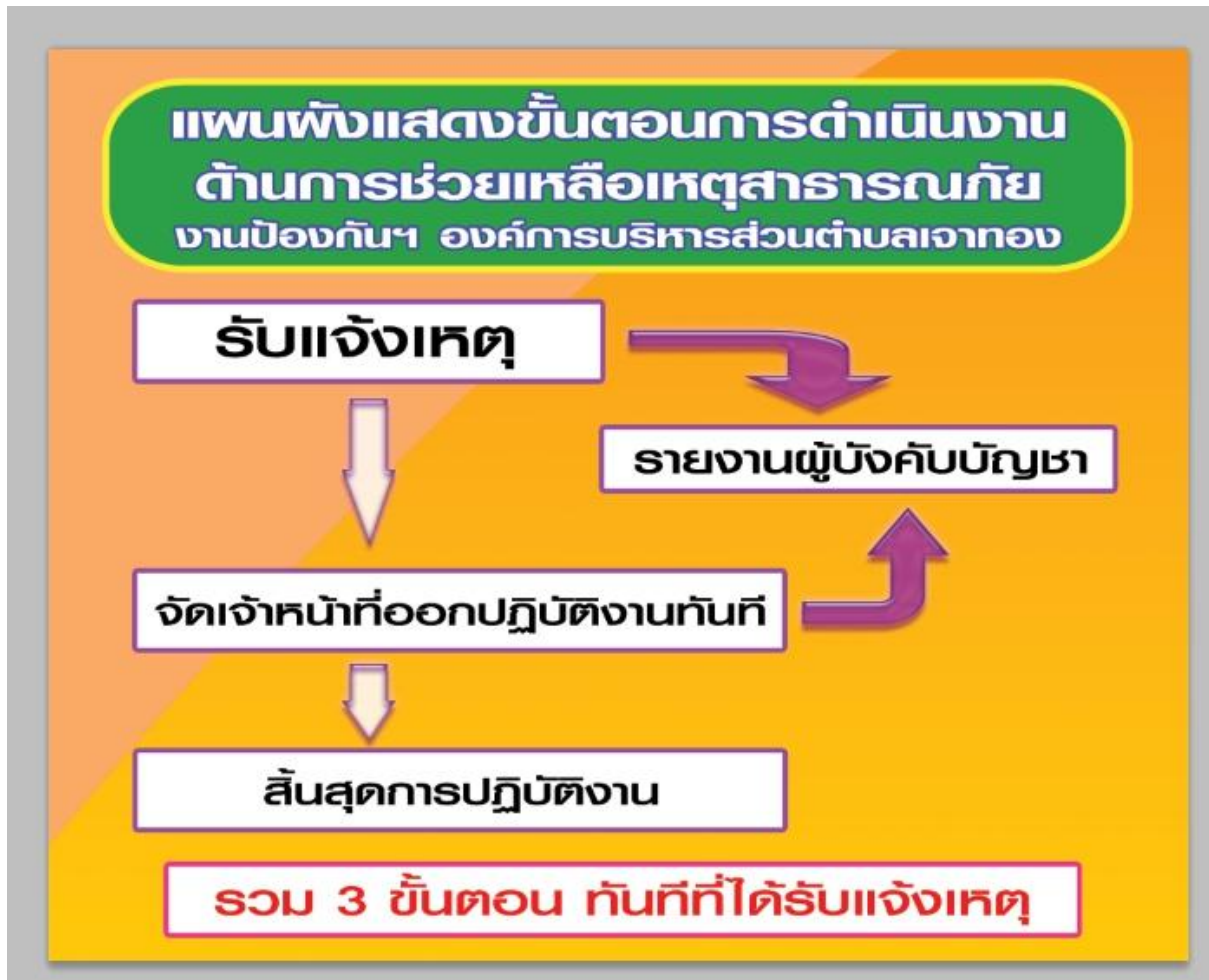 แผนผังแสดงขั้นตอนการดำเนินงาน
ด้านการช่วยเหลือเหตุสาธารณภัย
งานป้องกันฯ องค์การบริหารส่วนตำบลเจาทอง
รับแจ้งเหตุ
รายงานผู้บังคับบัญชา
จัดเจ้าหน้าที่ออกปฏิบัติงานทันที
สิ้นสุดการปฏิบัติงาน
รวม 3 ขั้นตอน ทันทีที่ได้รับแจ้งเหตุ